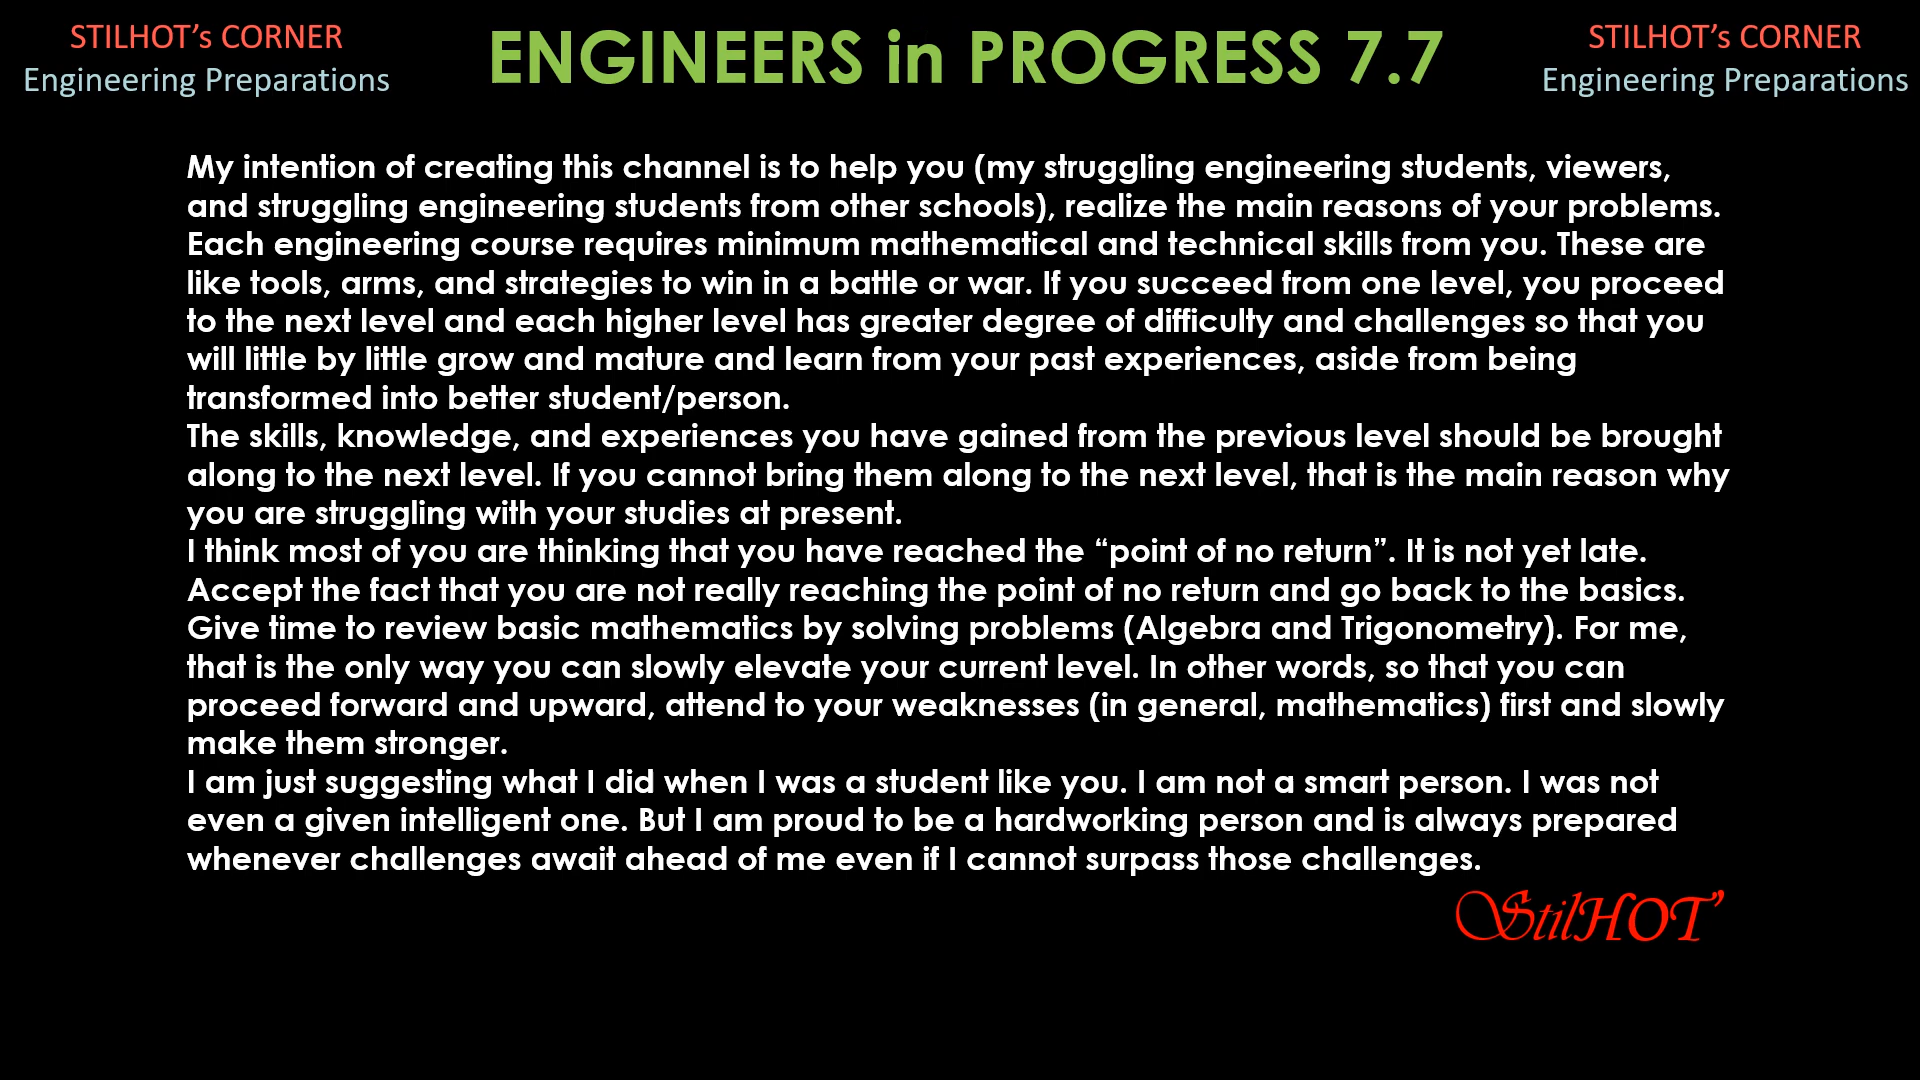 STILHOT's CORNER
Engineering Preparations
ENGINEERS in PROGRESS 7.7
STILHOT's CORNER
Engineering Preparations
My intention of creating this channel is to help you (my struggling engineering students, viewers,
and struggling engineering students from other schools), realize the main reasons of your problems.
Each engineering course requires minimum mathematical and technical skills from you. These are
like tools, arms, and strategies to win in a battle or war. If you succeed from one level, you proceed
to the next level and each higher level has greater degree of difficulty and challenges so that you
will little by little grow and mature and learn from your past experiences, aside from being
transformed into better student/person.
The skills, knowledge, and experiences you have gained from the previous level should be brought
along to the next level. If you cannot bring them along to the next level, that is the main reason why
you are struggling with your studies at present.
I think most of you are thinking that you have reached the “point of no return”. It is not yet late.
Accept the fact that you are not really reaching the point of no return and go back to the basics.
Give time to review basic mathematics by solving problems (Algebra and Trigonometry). For me,
that is the only way you can slowly elevate your current level. In other words, so that you can
proceed forward and upward, attend to your weaknesses (in general, mathematics) first and slowly
make them stronger.
I am just suggesting what I did when I was a student like you. I am not a smart person. I was not
even a given intelligent one. But I am proud to be a hardworking person and is always prepared
whenever challenges await ahead of me even if I cannot surpass those challenges.
StilHOT’